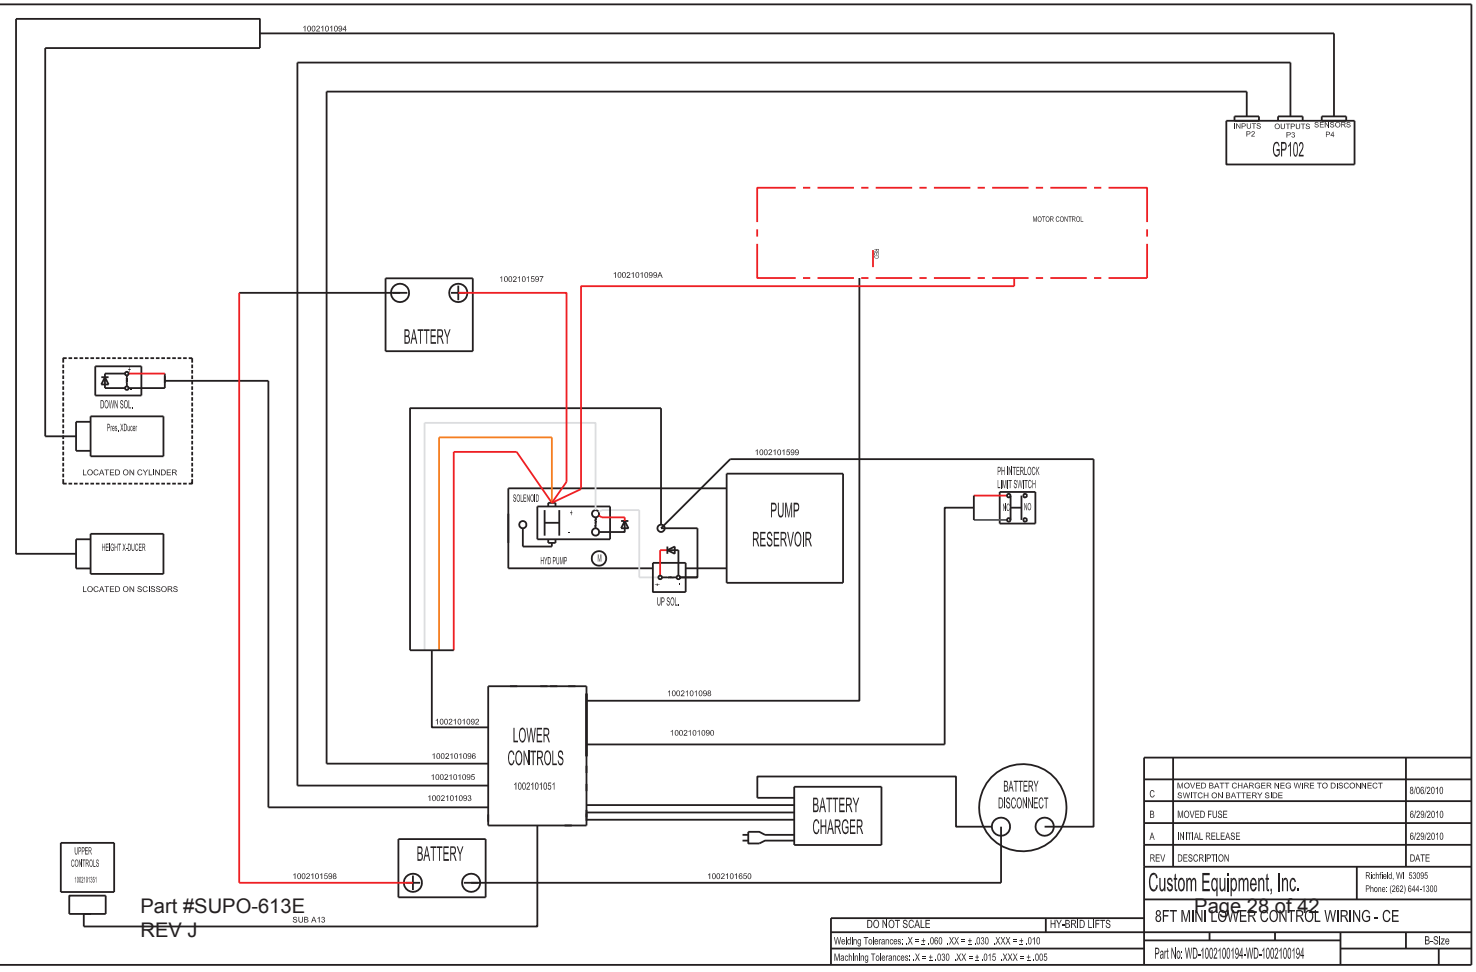 1002101094
INPUTS
P2
OUTPUTS
P3
SENSORS
P4
GP102
MOTOR CONTROL
RED
1002101597
1002101099A
BATTERY
DOWN SOL.
Pres. XDucer
LOCATED ON CYLINDER
HEIGHT X-DUCER
LOCATED ON SCISSORS
1002101599
SOLENOID
+
-
HYD PUMP
M
UP SOL.
PUMP
RESERVOIR
PH INTERLOCK
LIMIT SWITCH
NO
NO
1002101092
1002101096
1002101095
1002101093
LOWER
CONTROLS
1002101051
1002101098
1002101090
BATTERY
CHARGER
BATTERY
DISCONNECT
UPPER
CONTROLS
1002101351
1002101598
BATTERY
1002101650
SUB A13
Part #SUPO-613E
REV J
C MOVED BATT CHARGER NEG WIRE TO DISCONNECT SWITCH ON BATTERY SIDE 8/06/2010
B MOVED FUSE 6/29/2010
A INITIAL RELEASE 6/29/2010
REV DESCRIPTION DATE
Custom Equipment, Inc.
Richfield, WI 53095
Phone: (262) 644-1300
Page 28 of 42
8FT MINI LOWER CONTROL WIRING - CE
DO NOT SCALE HY-BRID LIFTS
Welding Tolerances: .X = ± .060 .XX = ± .030 .XXX = ± .010
Machining Tolerances: .X = ± .030 .XX = ± .015 .XXX = ± .005
B-Size
Part No: WD-1002100194-WD-1002100194